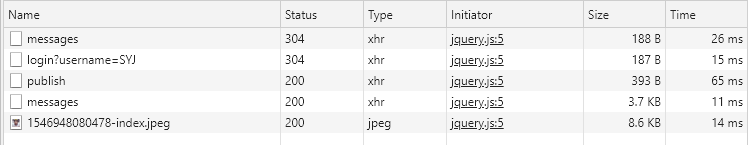 Name Status Type Initiator Size Time
messages 304 xhr jquery.js:5 188 B 26 ms
login?username=SYJ 304 xhr jquery.js:5 187 B 15 ms
publish 200 xhr jquery.js:5 393 B 65 ms
messages 200 xhr jquery.js:5 3.7 KB 11 ms
1546948080478-index.jpeg 200 jpeg jquery.js:5 8.6 KB 14 ms